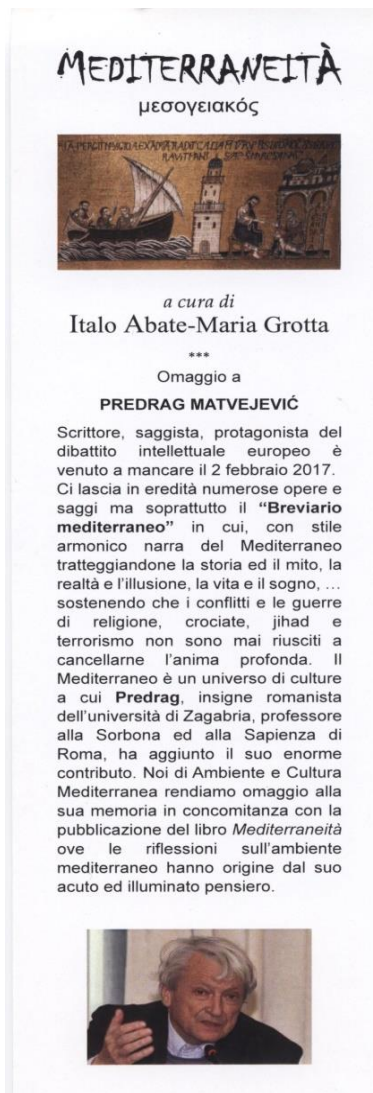 MEDITERRANEITÀ
μεσογειακός
a cura di
Italo Abate-Maria Grotta
***
Omaggio a
PREDRAG MATVEJEVIĆ
Scrittore, saggista, protagonista del
dibattito intellettuale europeo è
venuto a mancare il 2 febbraio 2017.
Ci lascia in eredità numerose opere e
saggi ma soprattutto il “Breviario
mediterraneo” in cui, con stile
armonico narra del Mediterraneo
tratteggiandone la storia ed il mito, la
realtà e l’illusione, la vita e il sogno, …
sostenendo che i conflitti e le guerre
di religione, crociate, jihad e
terrorismo non sono mai riusciti a
cancellarne l’anima profonda. Il
Mediterraneo è un universo di culture
a cui Predrag, insigne romanista
dell’università di Zagabria, professore
alla Sorbona ed alla Sapienza di
Roma, ha aggiunto il suo enorme
contributo. Noi di Ambiente e Cultura
Mediterranea rendiamo omaggio alla
sua memoria in concomitanza con la
pubblicazione del libro Mediterraneità
ove le riflessioni sull’ambiente
mediterraneo hanno origine dal suo
acuto ed illuminato pensiero.